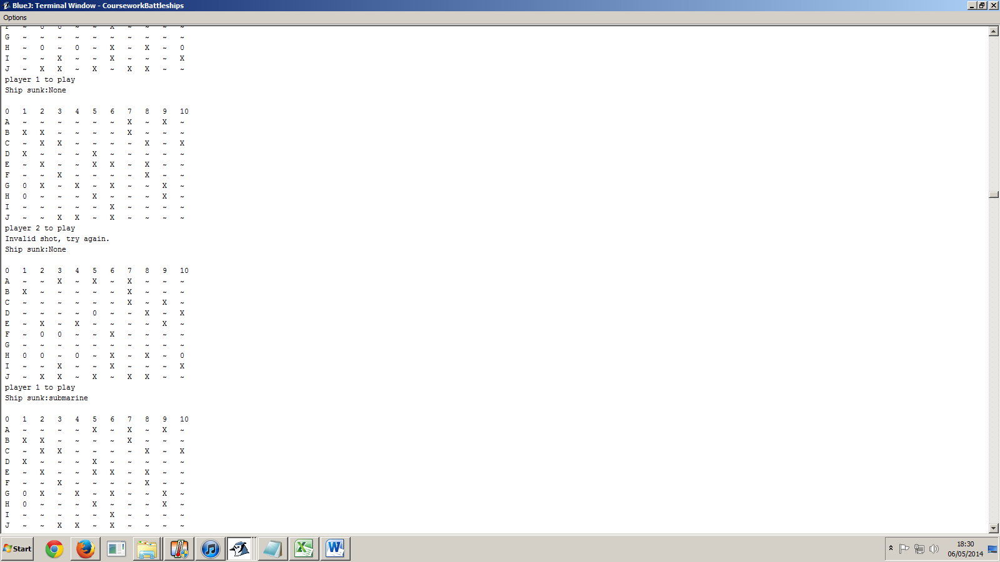 BlueJ: Terminal Window - CourseworkBattleships
Options
F ~ 0 0 ~ ~ X ~ ~ ~ ~
G ~ ~ ~ ~ ~ ~ ~ ~ ~ ~
H ~ 0 ~ 0 ~ X ~ X ~ 0
I ~ ~ X ~ ~ X ~ ~ ~ X
J ~ X X ~ X ~ X X ~ ~
player 1 to play
Ship sunk:None
0 1 2 3 4 5 6 7 8 9 10
A ~ ~ ~ ~ ~ ~ X ~ X ~
B X X ~ ~ ~ ~ X ~ ~ ~
C ~ X X ~ ~ ~ ~ X ~ X
D X ~ ~ ~ X ~ ~ ~ ~ ~
E ~ X ~ ~ X X ~ X ~ ~
F ~ ~ X ~ ~ ~ ~ X ~ ~
G 0 X ~ X ~ X ~ ~ X ~
H 0 ~ ~ ~ X ~ ~ ~ X ~
I ~ ~ ~ ~ ~ X ~ ~ ~ ~
J ~ ~ X X ~ X ~ ~ ~ ~
player 2 to play
Invalid shot, try again.
Ship sunk:None
0 1 2 3 4 5 6 7 8 9 10
A ~ ~ X ~ X ~ X ~ ~ ~
B X ~ ~ ~ ~ ~ X ~ ~ ~
C ~ ~ ~ ~ ~ ~ X ~ X ~
D ~ ~ ~ ~ 0 ~ ~ X ~ X
E ~ X ~ X ~ ~ ~ ~ X ~
F ~ 0 0 ~ ~ X ~ ~ ~ ~
G ~ ~ ~ ~ ~ ~ ~ ~ ~ ~
H 0 0 ~ 0 ~ X ~ X ~ 0
I ~ ~ X ~ ~ X ~ ~ ~ X
J ~ X X ~ X ~ X X ~ ~
player 1 to play
Ship sunk:submarine
0 1 2 3 4 5 6 7 8 9 10
A ~ ~ ~ ~ X ~ X ~ X ~
B X X ~ ~ ~ ~ X ~ ~ ~
C ~ X X ~ ~ ~ ~ X ~ X
D X ~ ~ ~ X ~ ~ ~ ~ ~
E ~ X ~ ~ X X ~ X ~ ~
F ~ ~ X ~ ~ ~ ~ X ~ ~
G 0 X ~ X ~ X ~ ~ X ~
H 0 ~ ~ ~ X ~ ~ ~ X ~
I ~ ~ ~ ~ ~ X ~ ~ ~ ~
J ~ ~ X X ~ X ~ ~ ~ ~
Start
18:30
06/05/2014